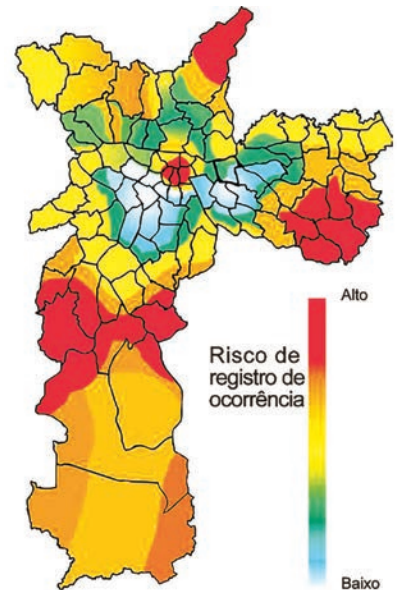 Alto
Risco de
registro de
ocorrência
Baixo